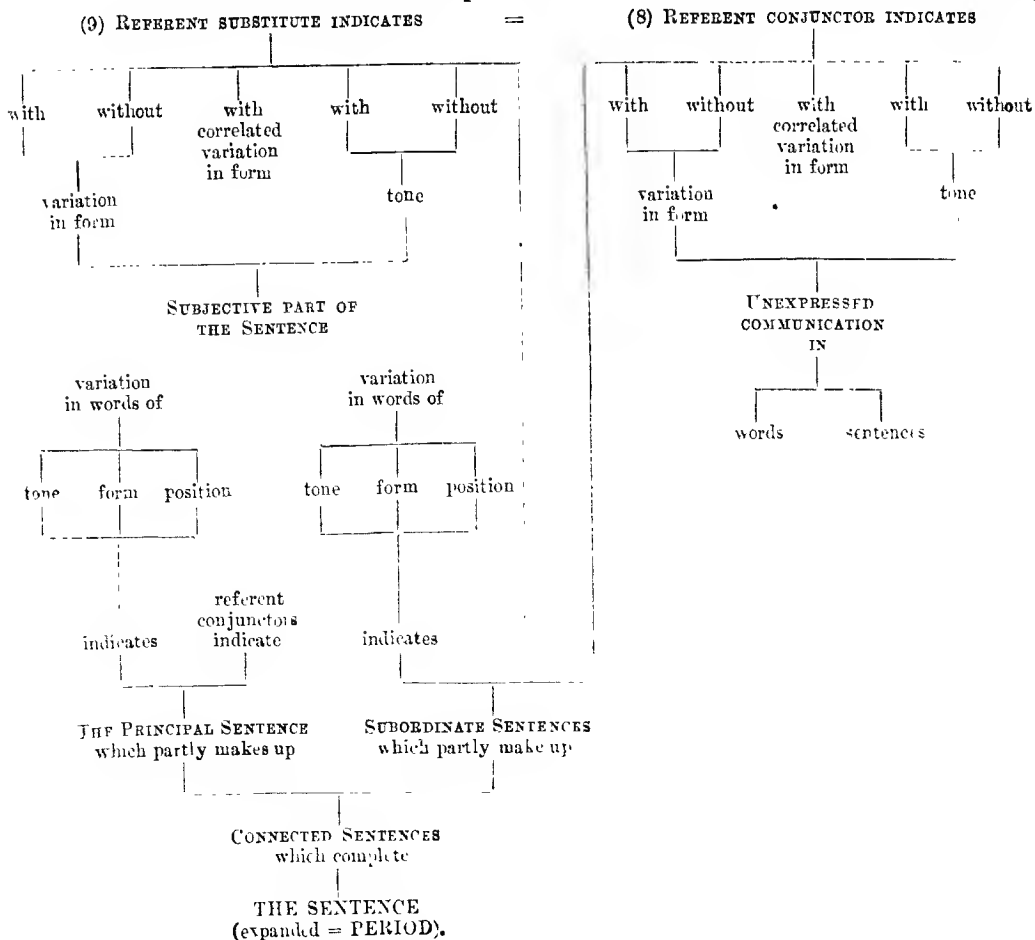 (9) REFERENT SUBSTITUTE INDICATES = (8) REFERENT CONJUNCTOR INDICATES
with without with with without with without with with without
correlated correlated
variation variation
in form in form
variation tone variation tone
in form in form
SUBJECTIVE PART OF
THE SENTENCE
UNEXPRESSED
COMMUNICATION
IN
variation variation
in words of in words of
words sentences
tone form position tone form position
referent
conjunctors
indicates indicate indicates
THE PRINCIPAL SENTENCE SUBORDINATE SENTENCES
which partly makes up which partly make up
CONNECTED SENTENCES
which complete
THE SENTENCE
(expanded = PERIOD).